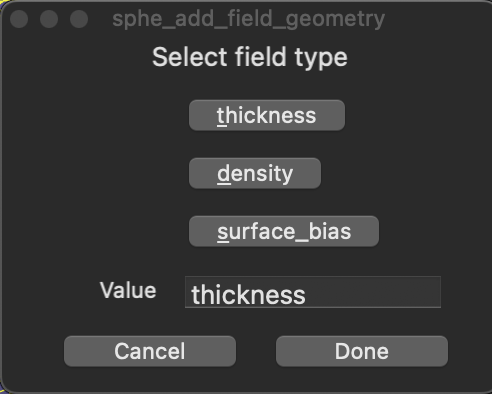 sphe_add_field_geometry
Select field type
thickness
density
surface_bias
Value thickness
Cancel Done